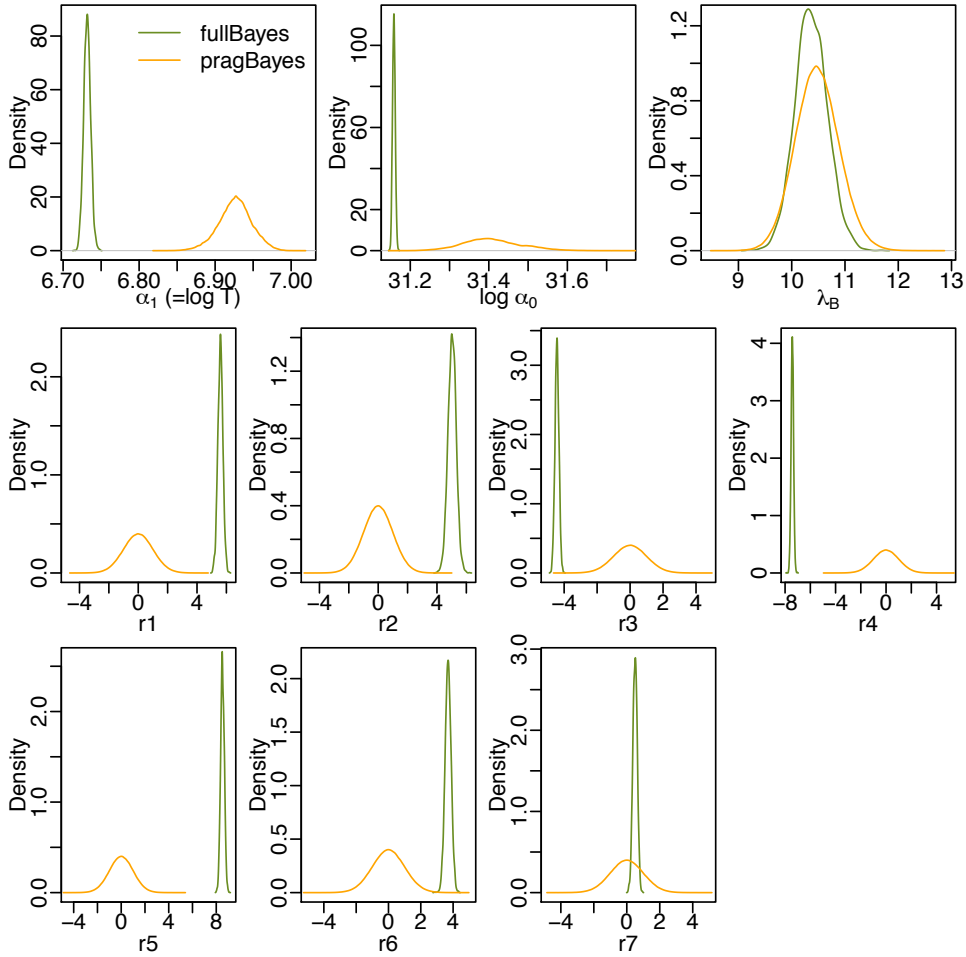 fullBayes
pragBayes
Density
0 20 40 60 80
6.70 6.80 6.90 7.00
α₁ (=log T)
Density
0 60 100
31.2 31.4 31.6
log α₀
Density
0.0 0.4 0.8 1.2
9 10 11 12 13
λ_B
Density
0.0 1.0 2.0
−4 0 4
r1
Density
0.0 0.4 0.8 1.2
−4 0 4
r2
Density
0.0 1.0 2.0 3.0
−4 0 2 4
r3
Density
0 1 2 3 4
−8 −4 0 4
r4
Density
0.0 1.0 2.0
−4 0 4 8
r5
Density
0.0 0.5 1.0 1.5 2.0
−4 0 2 4
r6
Density
0.0 1.0 2.0 3.0
−4 0 2 4
r7